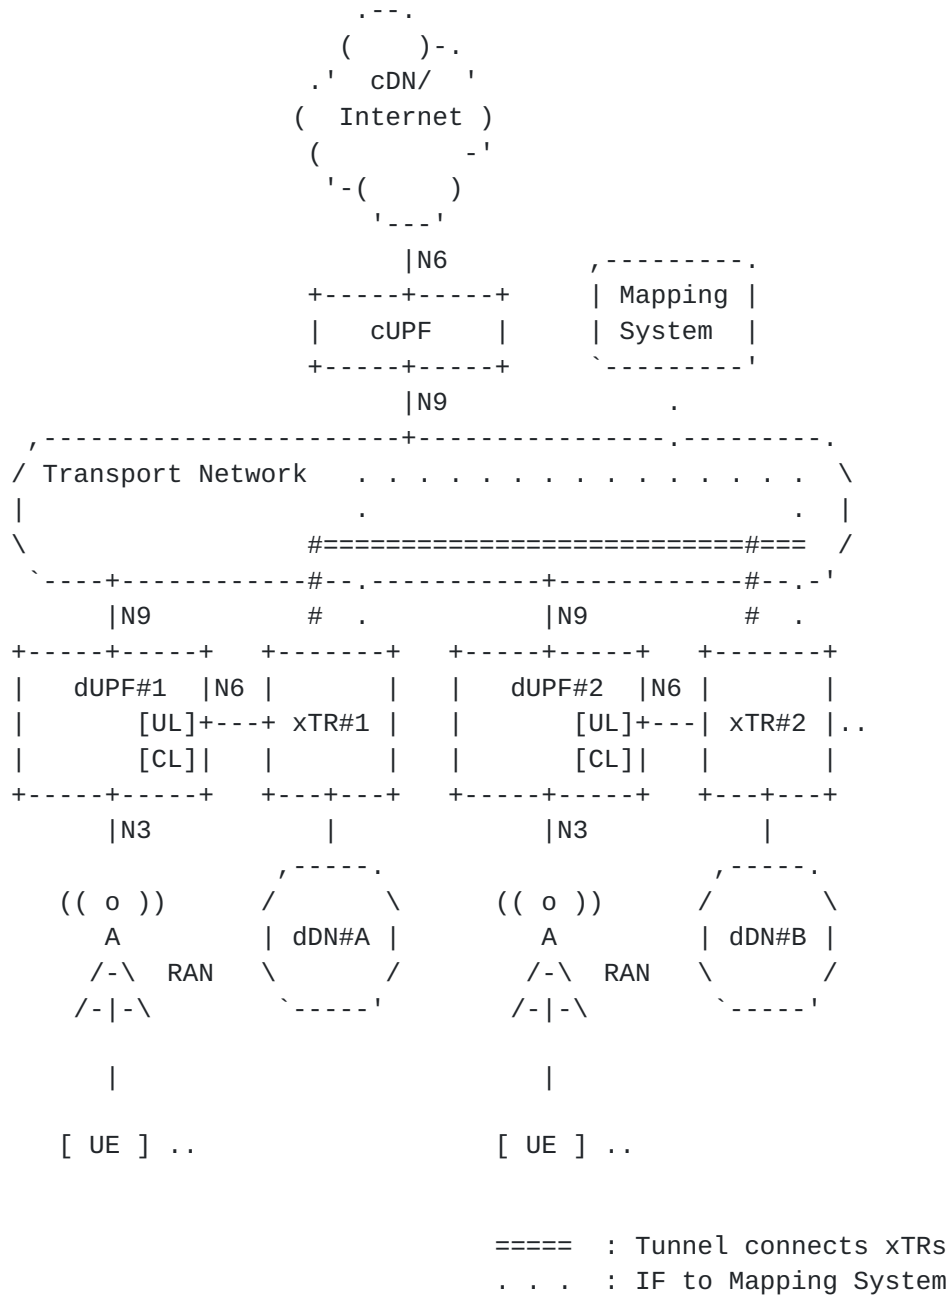 cDN/
Internet
N6
Mapping
cUPF System
N9
Transport Network
N9 N9
dUPF#1 N6 dUPF#2 N6
[UL] xTR#1 [UL] xTR#2 ..
[CL] [CL]
N3 N3
(( o )) (( o ))
A dDN#A A dDN#B
RAN RAN
[ UE ] .. [ UE ] ..
===== : Tunnel connects xTRs
. . . : IF to Mapping System